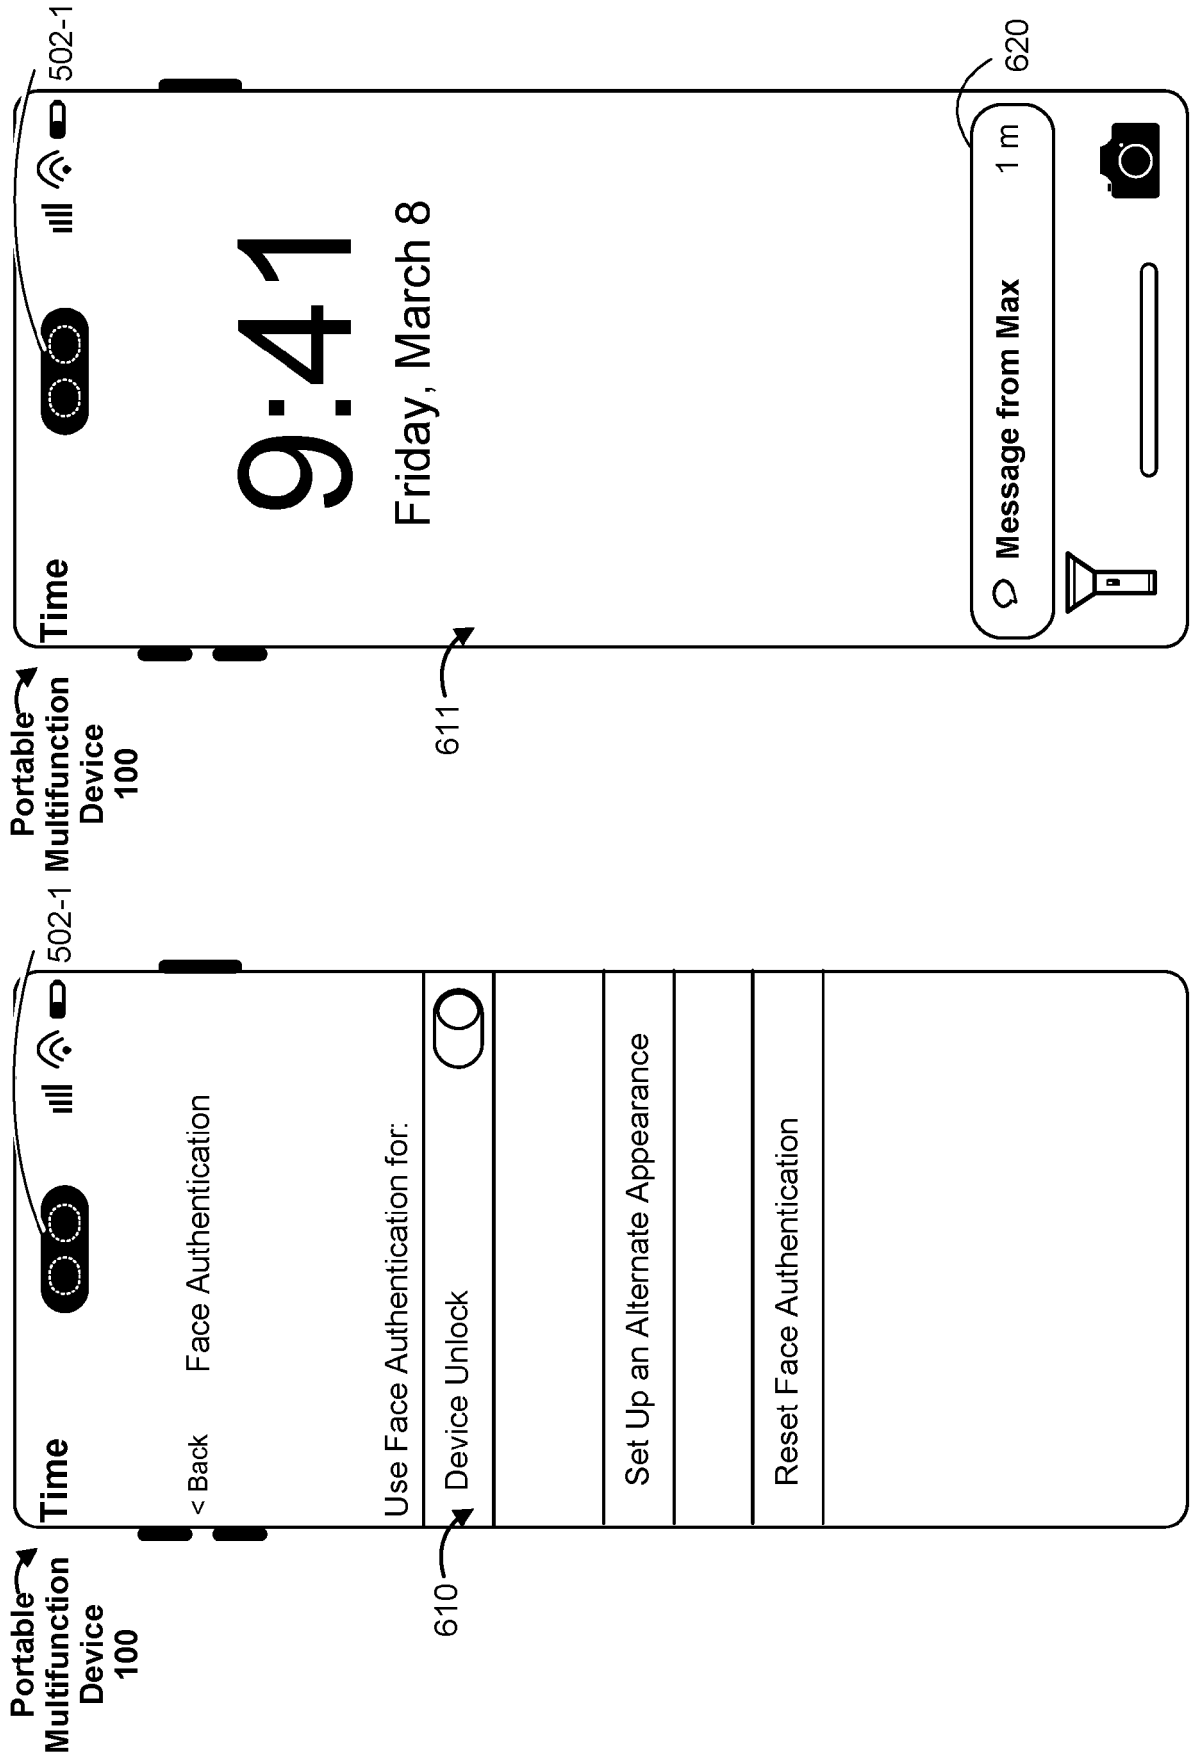 Portable
Multifunction
Device
100
502-1
Time
< Back Face Authentication
Use Face Authentication for:
610
Device Unlock
Set Up an Alternate Appearance
Reset Face Authentication
Portable
Multifunction
Device
100
502-1
Time
9:41
Friday, March 8
611
620
Message from Max 1 m